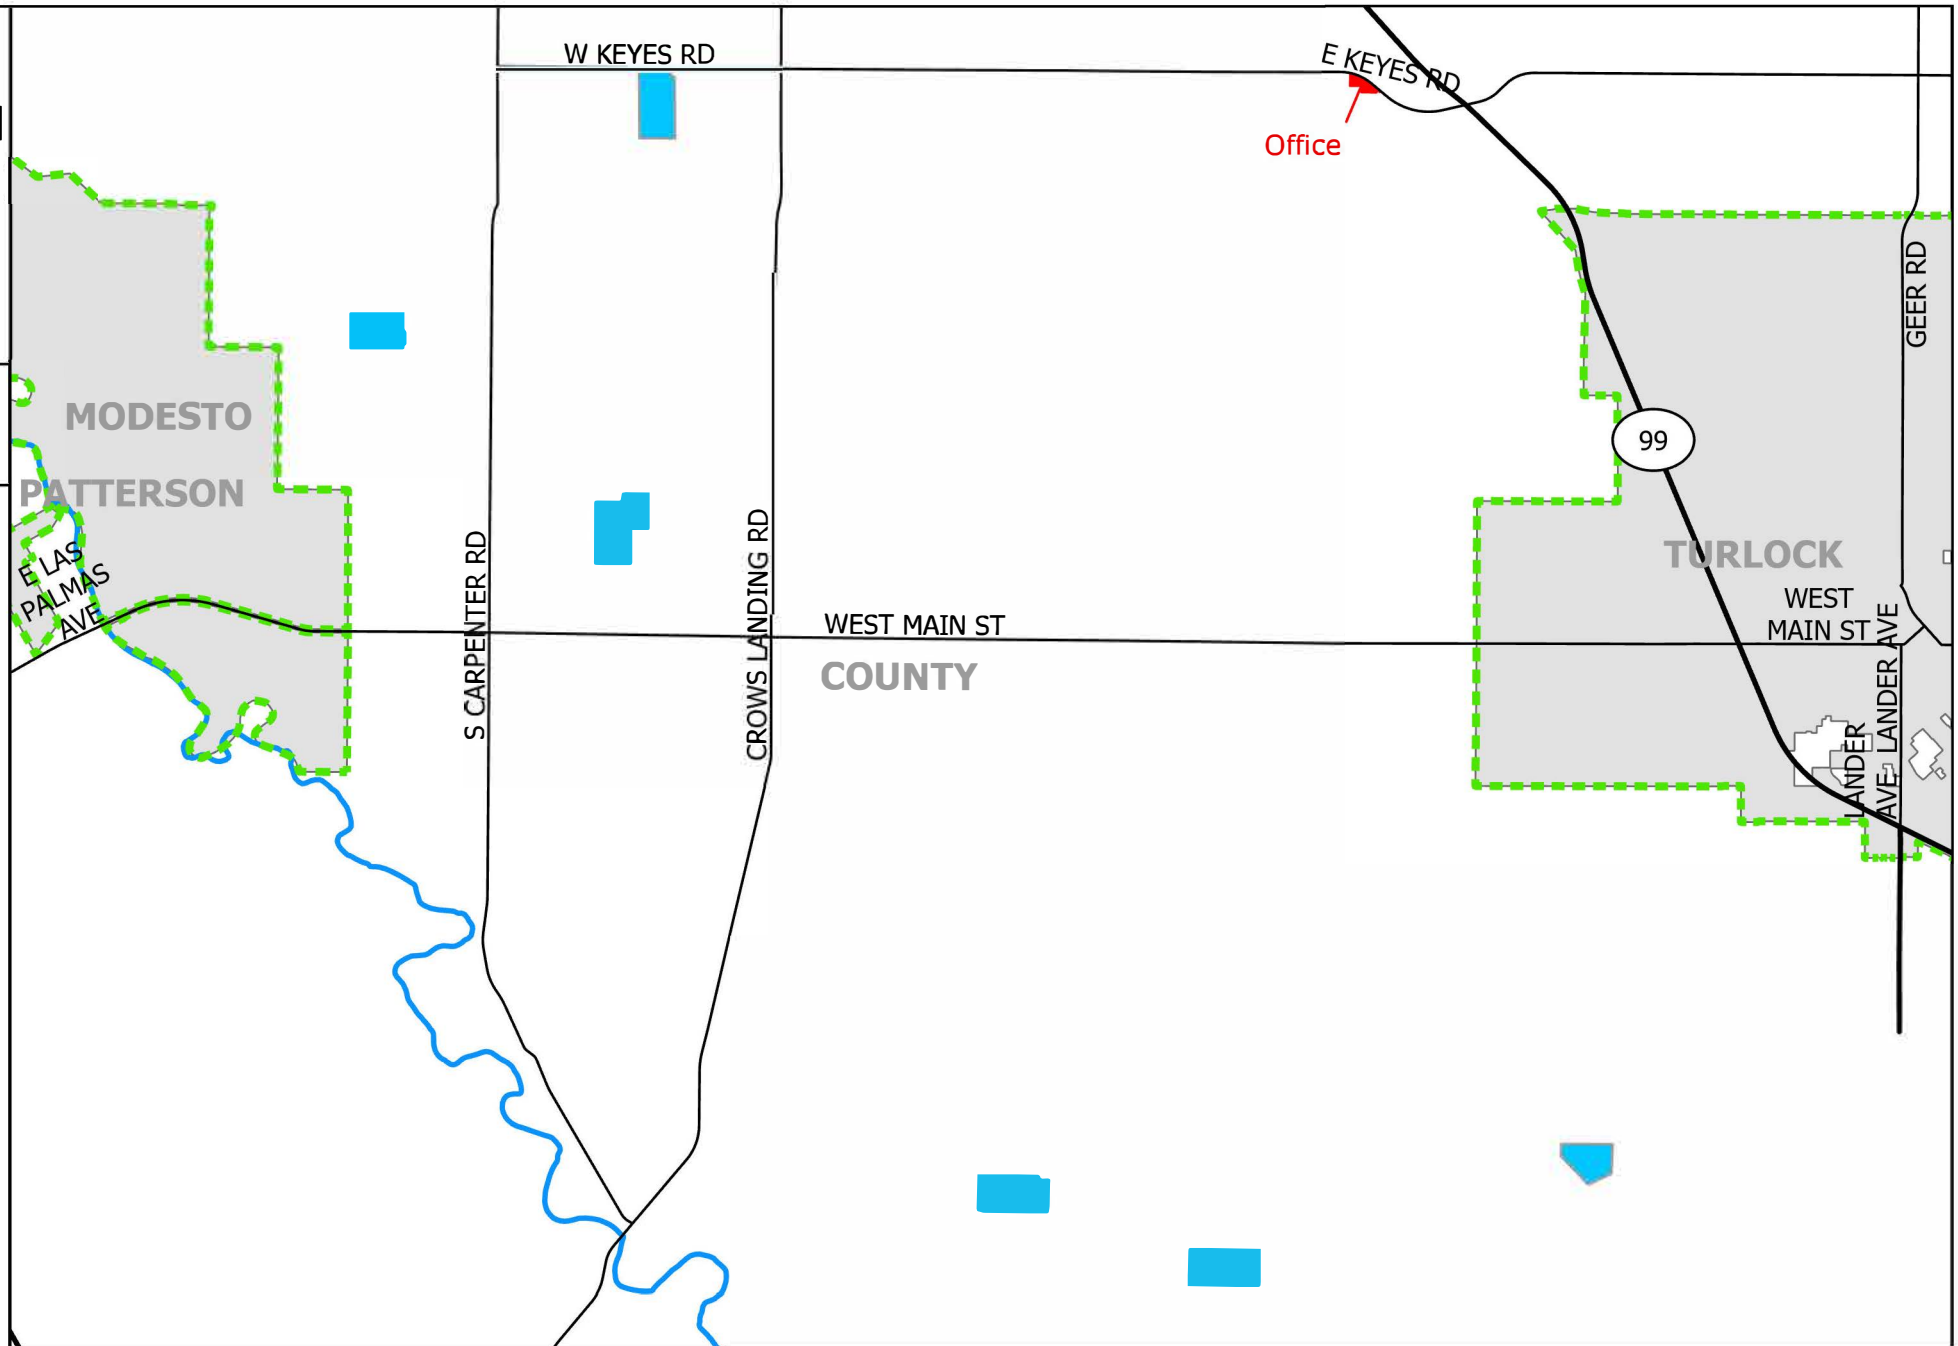 W KEYES RD
E KEYES RD
Office
GEER RD
MODESTO
99
PATTERSON
TURLOCK
E LAS
PALMAS
AVE
S CARPENTER RD
CROWS LANDING RD
WEST MAIN ST
WEST
MAIN ST
COUNTY
LANDER
AVE
LANDER AVE